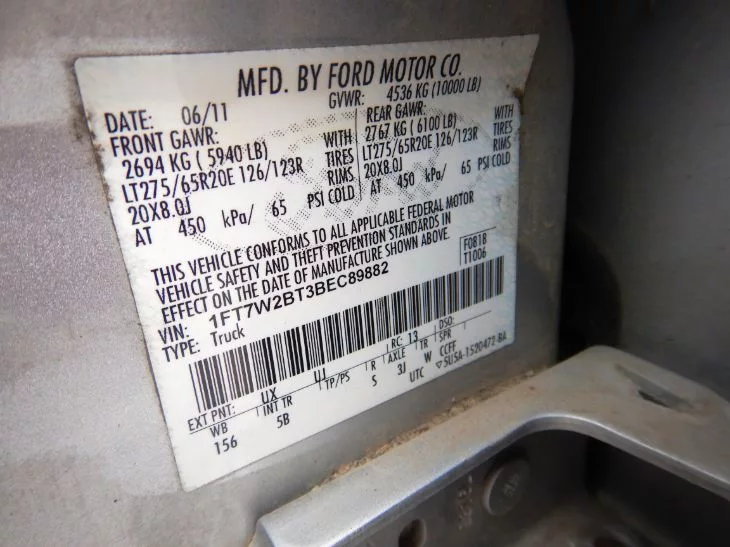 MFD. BY FORD MOTOR CO.
DATE: 06/11
GVWR: 4536 KG (10000 LB)
FRONT GAWR:
REAR GAWR:
2694 KG ( 5940 LB) WITH
2767 KG ( 6100 LB) WITH
LT275/65R20E 126/123R TIRES
LT275/65R20E 126/123R TIRES
20X8.0J RIMS
20X8.0J RIMS
AT 450 kPa/ 65 PSI COLD
AT 450 kPa/ 65 PSI COLD
THIS VEHICLE CONFORMS TO ALL APPLICABLE FEDERAL MOTOR
VEHICLE SAFETY AND THEFT PREVENTION STANDARDS IN
EFFECT ON THE DATE OF MANUFACTURE SHOWN ABOVE.
VIN: 1FT7W2BT3BEC89882
TYPE: Truck
F0818
T1006
EXT PNT: UX UJ RC: 13 DSO:
WB INT TR TP/PS R AXLE TR SPR
156 5B S 3J W CCFF
UTC ▽5U5A-1520472-BA